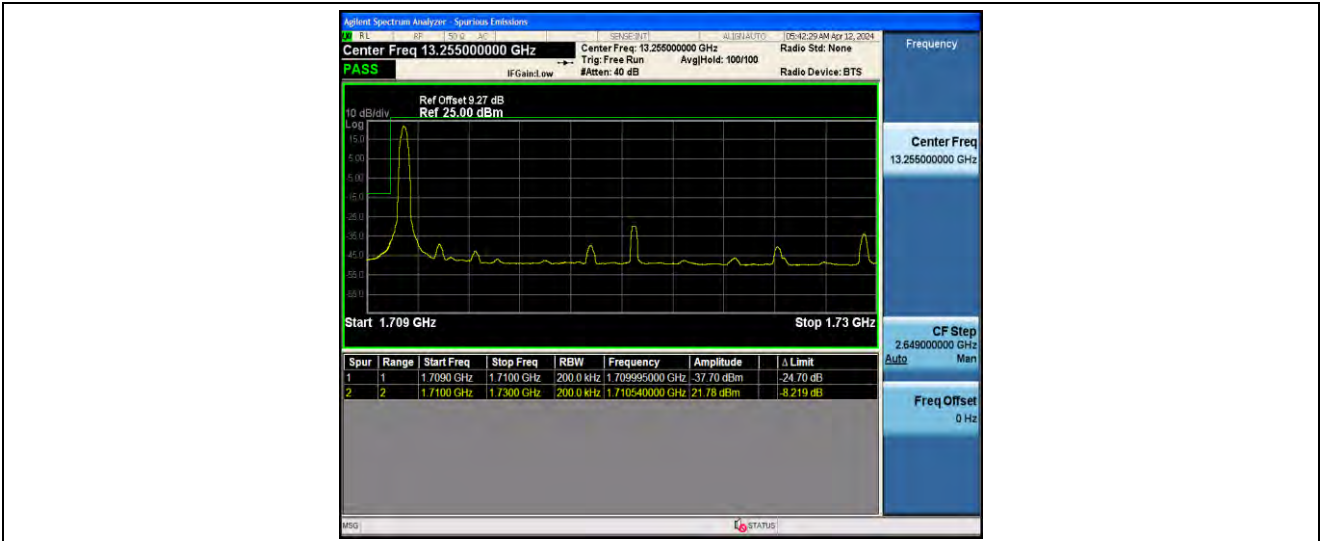 Agilent Spectrum Analyzer - Spurious Emissions
RL RF 50 Ω AC SENSE:INT ALIGNAUTO 05:42:29 AM Apr 12, 2024
Center Freq 13.255000000 GHz
Center Freq: 13.255000000 GHz
Radio Std: None
Trig: Free Run Avg|Hold: 100/100
PASS
IFGain:Low #Atten: 40 dB Radio Device: BTS
Frequency
Ref Offset 9.27 dB
10 dB/div Ref 25.00 dBm
Log
15.0
5.00
-5.00
-15.0
-25.0
-35.0
-45.0
-55.0
-65.0
Start 1.709 GHz Stop 1.73 GHz
Spur Range Start Freq Stop Freq RBW Frequency Amplitude Δ Limit
1 1 1.7090 GHz 1.7100 GHz 200.0 kHz 1.709995000 GHz -37.70 dBm -24.70 dB
2 2 1.7100 GHz 1.7300 GHz 200.0 kHz 1.710540000 GHz 21.78 dBm -8.219 dB
Center Freq
13.255000000 GHz
CF Step
2.649000000 GHz
Auto Man
Freq Offset
0 Hz
MSG STATUS